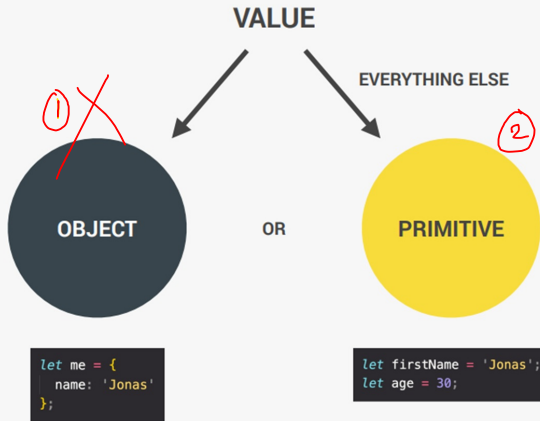 VALUE
EVERYTHING ELSE
1
2
OBJECT
OR
PRIMITIVE
let me = {
  name: 'Jonas'
};
let firstName = 'Jonas';
let age = 30;